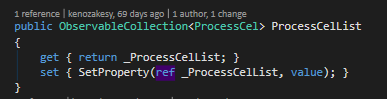 1 reference | kenozakesy, 69 days ago | 1 author, 1 change
public ObservableCollection<ProcessCel> ProcessCelList
{
get { return _ProcessCelList; }
set { SetProperty(ref _ProcessCelList, value); }
}